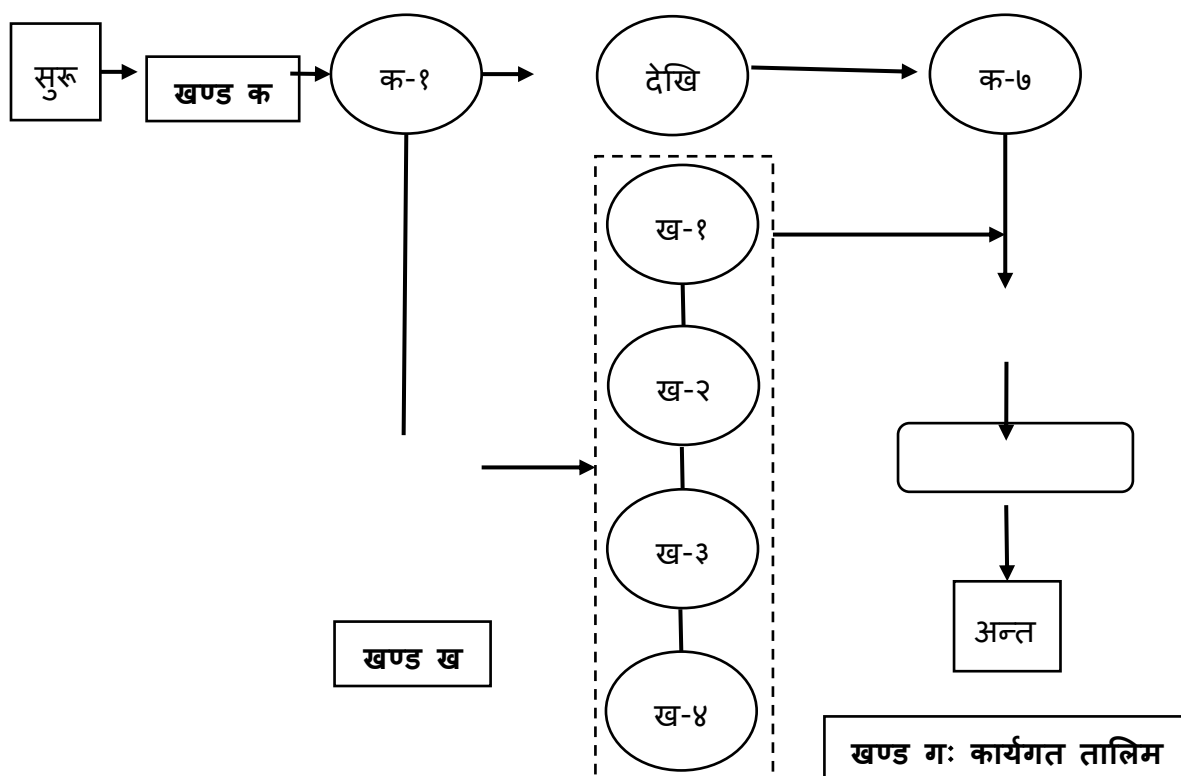 सुरू
खण्ड क
क-१
देखि
क-७
ख-१
ख-२
ख-३
ख-४
खण्ड ख
अन्त
खण्ड गः कार्यगत तालिम